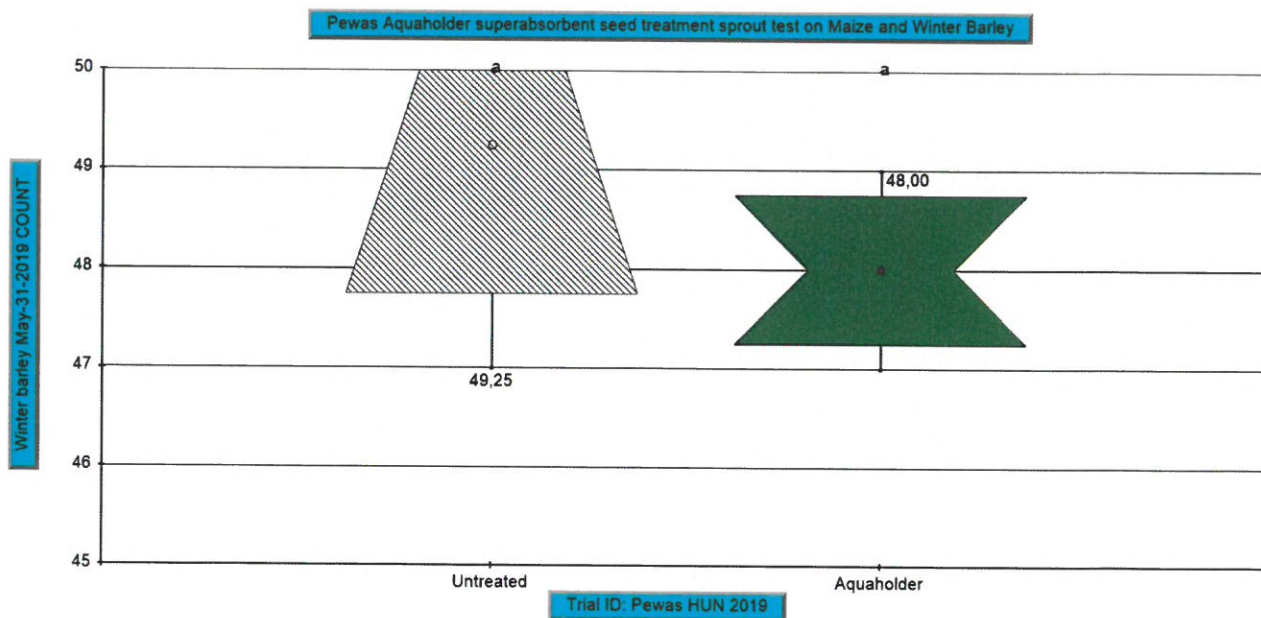 Pewas Aquaholder superabsorbent seed treatment sprout test on Maize and Winter Barley
Winter barley May-31-2019 COUNT
50
49
48
47
46
45
a
a
48,00
49,25
Untreated
Aquaholder
Trial ID: Pewas HUN 2019